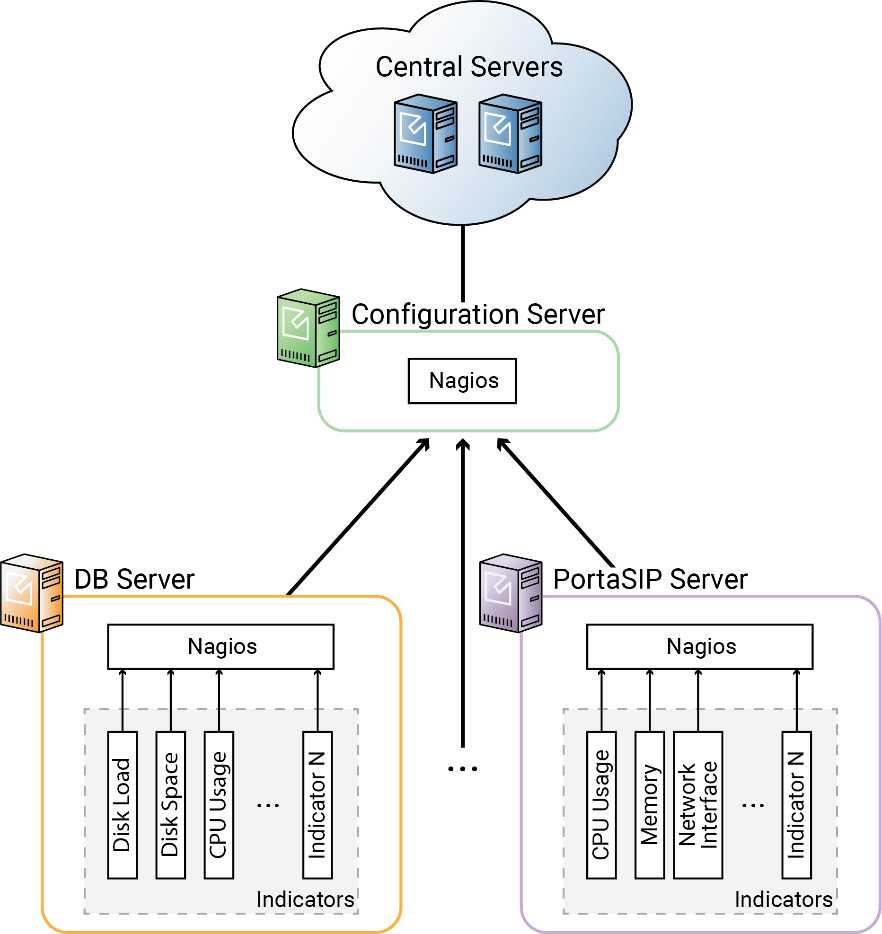 Central Servers
Configuration Server
Nagios
DB Server
Nagios
Disk Load
Disk Space
CPU Usage
...
Indicator N
Indicators
...
PortaSIP Server
Nagios
CPU Usage
Memory
Network
Interface
...
Indicator N
Indicators